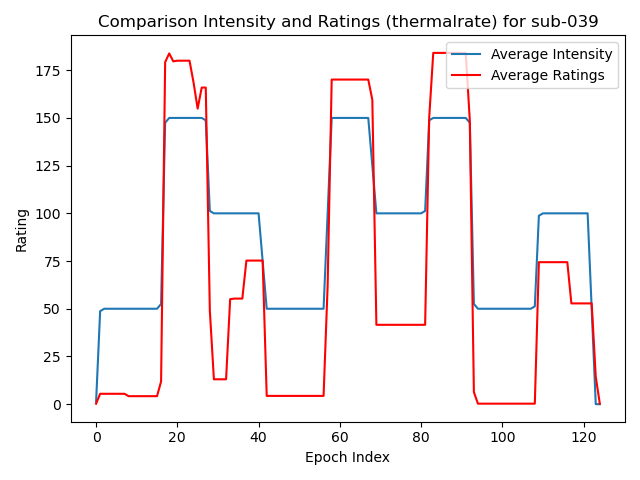 Comparison Intensity and Ratings (thermalrate) for sub-039
Average Intensity
Average Ratings
Rating
175
150
125
100
75
50
25
0
0 20 40 60 80 100 120
Epoch Index